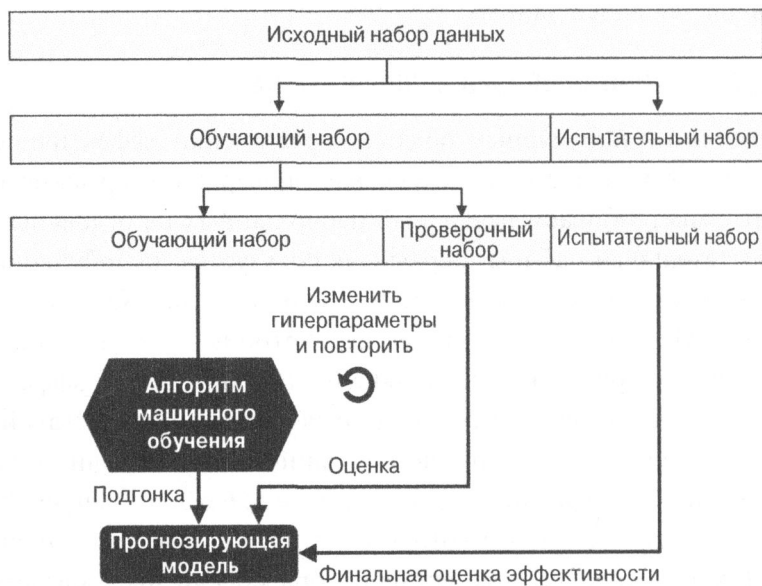 Исходный набор данных
Обучающий набор
Испытательный набор
Обучающий набор
Проверочный
набор
Испытательный набор
Изменить
гиперпараметры
и повторить
Алгоритм
машинного
обучения
Оценка
Подгонка
Прогнозирующая
модель
Финальная оценка эффективности